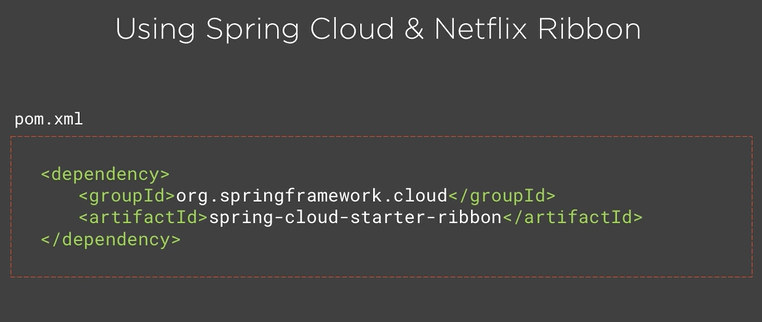 Using Spring Cloud & Netflix Ribbon
pom.xml
<dependency>
<groupId>org.springframework.cloud</groupId>
<artifactId>spring-cloud-starter-ribbon</artifactId>
</dependency>